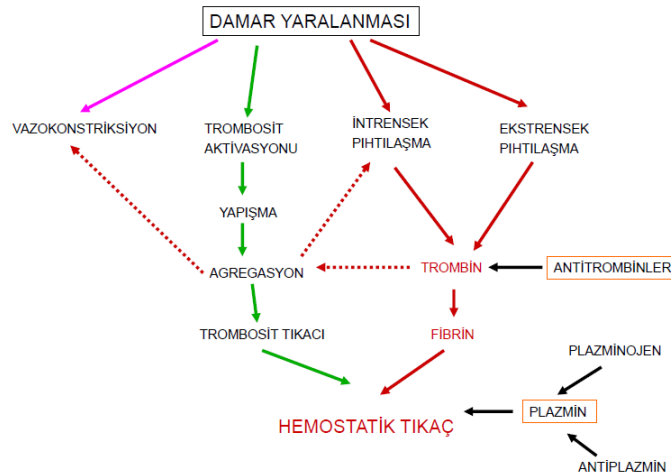 DAMAR YARALANMASI
VAZOKONSTRİKSİYON
TROMBOSİT
AKTİVASYONU
İNTRENSEK
PIHTILAŞMA
EKSTRENSEK
PIHTILAŞMA
YAPIŞMA
AGREGASYON
TROMBİN
ANTİTROMBİNLER
TROMBOSİT TIKACI
FİBRİN
PLAZMİNOJEN
HEMOSTATİK TIKAÇ
PLAZMİN
ANTİPLAZMİN